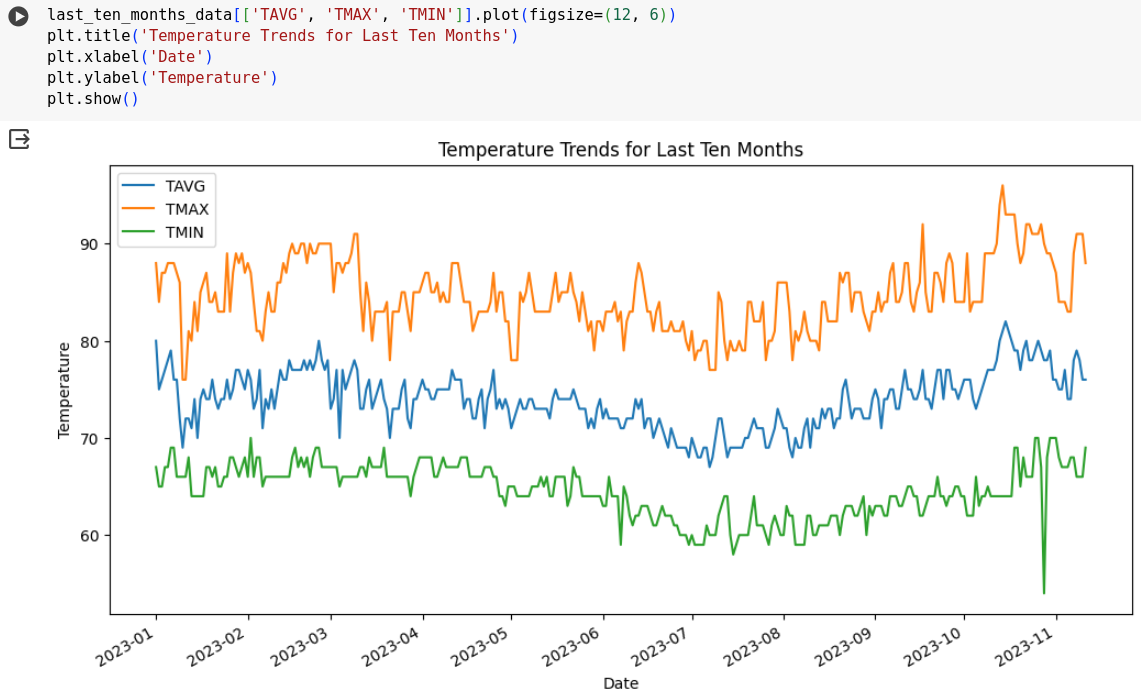 last_ten_months_data[['TAVG', 'TMAX', 'TMIN']].plot(figsize=(12, 6))
plt.title('Temperature Trends for Last Ten Months')
plt.xlabel('Date')
plt.ylabel('Temperature')
plt.show()
Temperature Trends for Last Ten Months
TAVG
TMAX
TMIN
90
80
70
60
Temperature
2023-01
2023-02
2023-03
2023-04
2023-05
2023-06
2023-07
2023-08
2023-09
2023-10
2023-11
Date